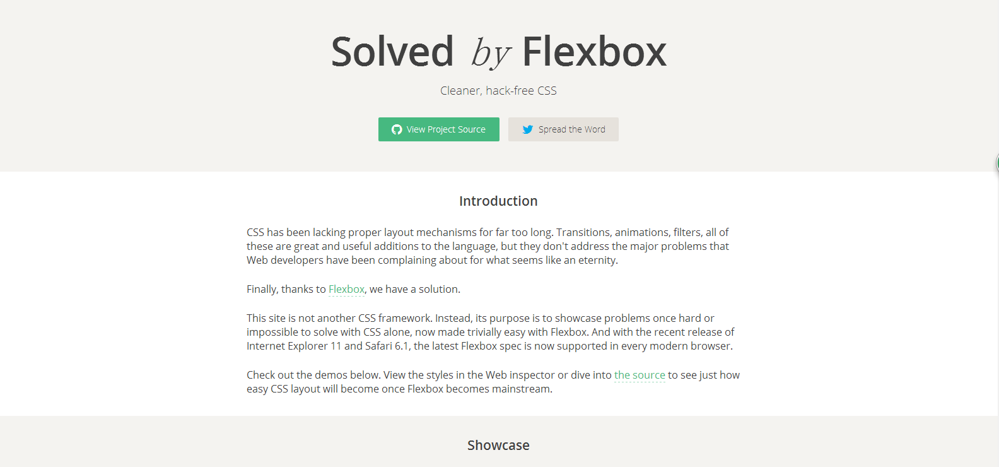 Solved by Flexbox
Cleaner, hack-free CSS
View Project Source
Spread the Word
Introduction
CSS has been lacking proper layout mechanisms for far too long. Transitions, animations, filters, all of
these are great and useful additions to the language, but they don't address the major problems that
Web developers have been complaining about for what seems like an eternity.
Finally, thanks to Flexbox, we have a solution.
This site is not another CSS framework. Instead, its purpose is to showcase problems once hard or
impossible to solve with CSS alone, now made trivially easy with Flexbox. And with the recent release of
Internet Explorer 11 and Safari 6.1, the latest Flexbox spec is now supported in every modern browser.
Check out the demos below. View the styles in the Web inspector or dive into the source to see just how
easy CSS layout will become once Flexbox becomes mainstream.
Showcase